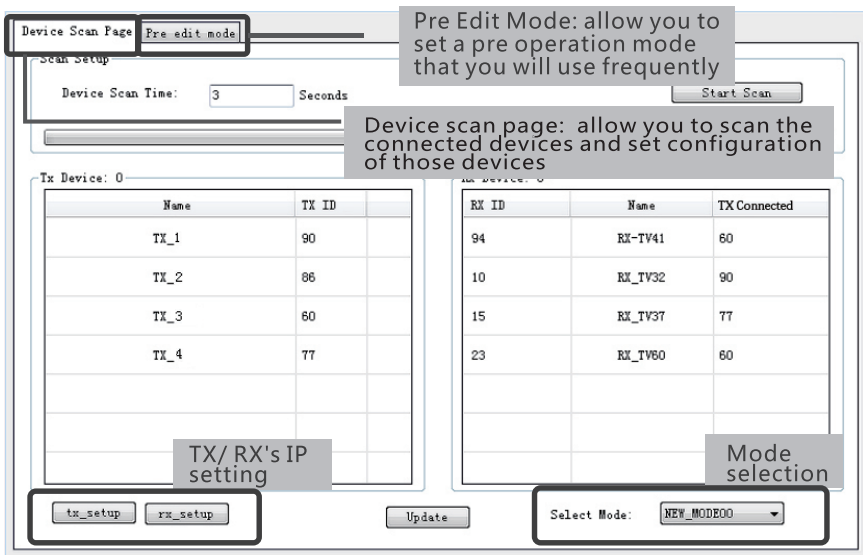 Device Scan Page
Pre edit mode
Pre Edit Mode: allow you to
set a pre operation mode
that you will use frequently
Scan Setup
Device Scan Time: 3 Seconds
Start Scan
Device scan page: allow you to scan the
connected devices and set configuration
of those devices
Tx Device: 0
Name TX ID
TX_1 90
TX_2 86
TX_3 60
TX_4 77
Rx Device: 0
RX ID Name TX Connected
94 RX-TV41 60
10 RX_TV32 90
15 RX_TV37 77
23 RX_TV60 60
TX/ RX's IP
setting
Mode
selection
tx_setup rx_setup
Update
Select Mode: NEW_MODE00